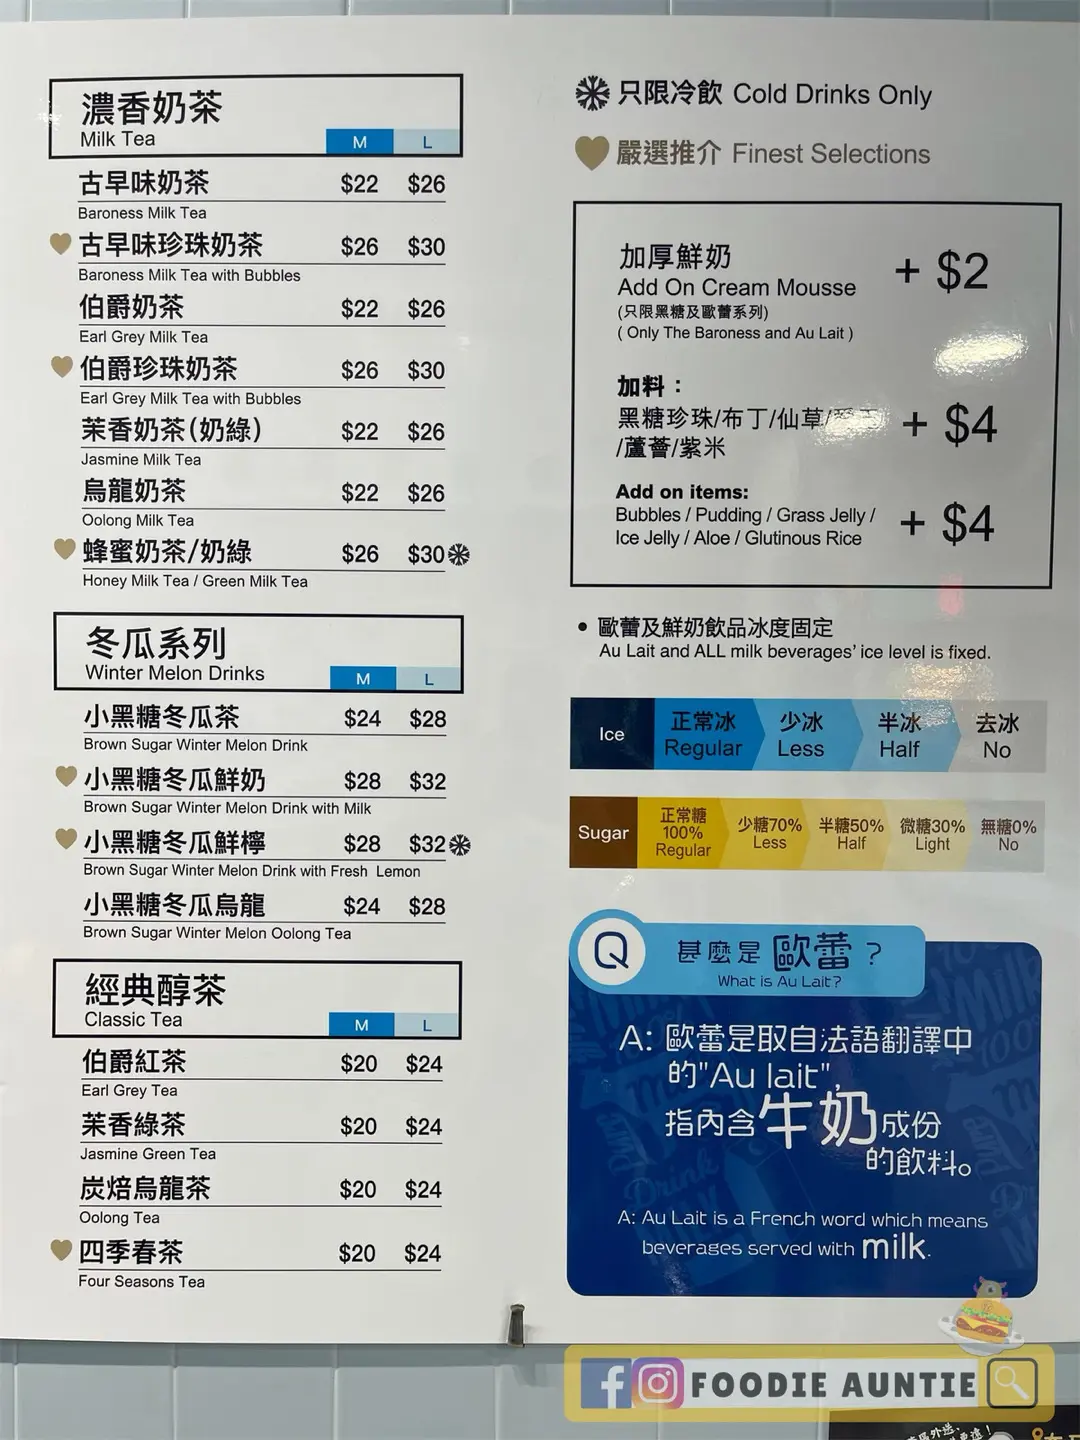 濃香奶茶
Milk Tea M L
古早味奶茶 $22 $26
Baroness Milk Tea
古早味珍珠奶茶 $26 $30
Baroness Milk Tea with Bubbles
伯爵奶茶 $22 $26
Earl Grey Milk Tea
伯爵珍珠奶茶 $26 $30
Earl Grey Milk Tea with Bubbles
茉香奶茶(奶綠) $22 $26
Jasmine Milk Tea
烏龍奶茶 $22 $26
Oolong Milk Tea
蜂蜜奶茶/奶綠 $26 $30
Honey Milk Tea / Green Milk Tea
冬瓜系列
Winter Melon Drinks M L
小黑糖冬瓜茶 $24 $28
Brown Sugar Winter Melon Drink
小黑糖冬瓜鮮奶 $28 $32
Brown Sugar Winter Melon Drink with Milk
小黑糖冬瓜鮮檸 $28 $32
Brown Sugar Winter Melon Drink with Fresh Lemon
小黑糖冬瓜烏龍 $24 $28
Brown Sugar Winter Melon Oolong Tea
經典醇茶
Classic Tea M L
伯爵紅茶 $20 $24
Earl Grey Tea
茉香綠茶 $20 $24
Jasmine Green Tea
炭焙烏龍茶 $20 $24
Oolong Tea
四季春茶 $20 $24
Four Seasons Tea
只限冷飲 Cold Drinks Only
嚴選推介 Finest Selections
加厚鮮奶
Add On Cream Mousse + $2
(只限黑糖及歐蕾系列)
( Only The Baroness and Au Lait )
加料：
黑糖珍珠/布丁/仙草/ + $4
/蘆薈/紫米
Add on items:
Bubbles / Pudding / Grass Jelly / + $4
Ice Jelly / Aloe / Glutinous Rice
• 歐蕾及鮮奶飲品冰度固定
Au Lait and ALL milk beverages' ice level is fixed.
Ice
正常冰 少冰 半冰 去冰
Regular Less Half No
Sugar
正常糖 100% Regular
少糖70% Less
半糖50% Half
微糖30% Light
無糖0% No
Q 甚麼是歐蕾？
What is Au Lait?
A: 歐蕾是取自法語翻譯中
的"Au lait",
指內含牛奶成份
的飲料。
A: Au Lait is a French word which means
beverages served with milk.
FOODIE AUNTIE